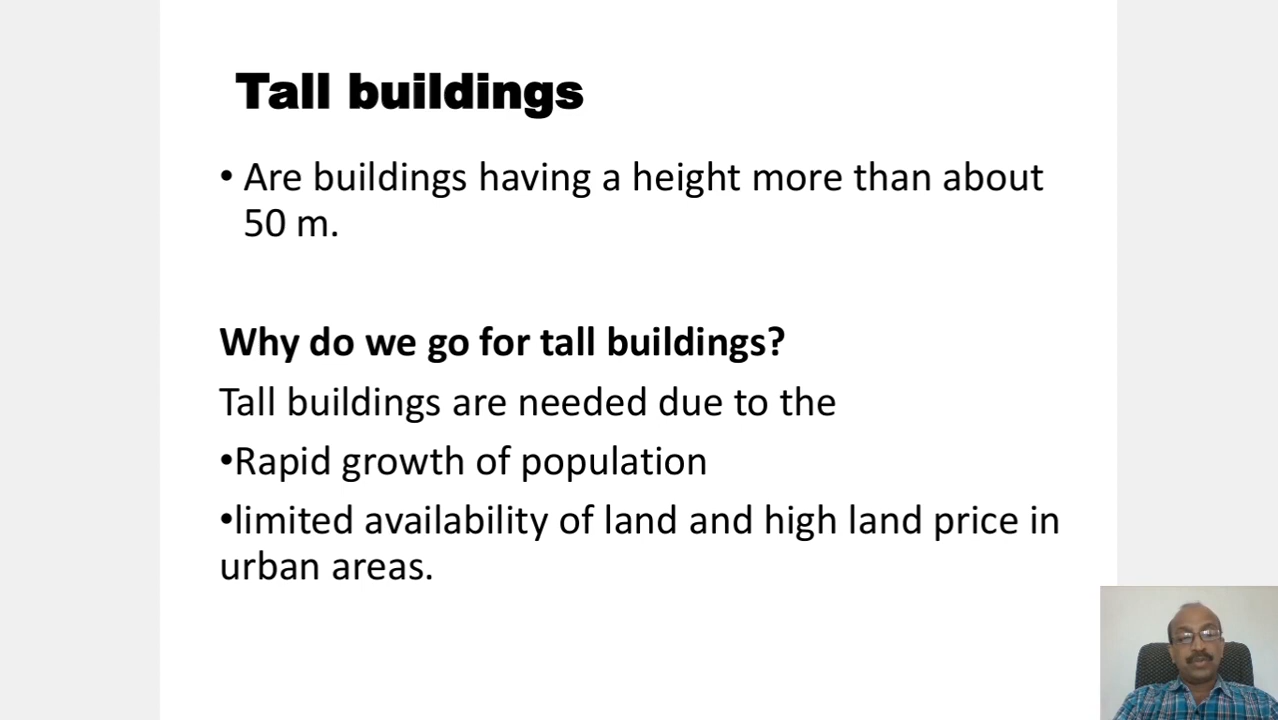 Tall buildings
• Are buildings having a height more than about
50 m.
Why do we go for tall buildings?
Tall buildings are needed due to the
•Rapid growth of population
•limited availability of land and high land price in
urban areas.